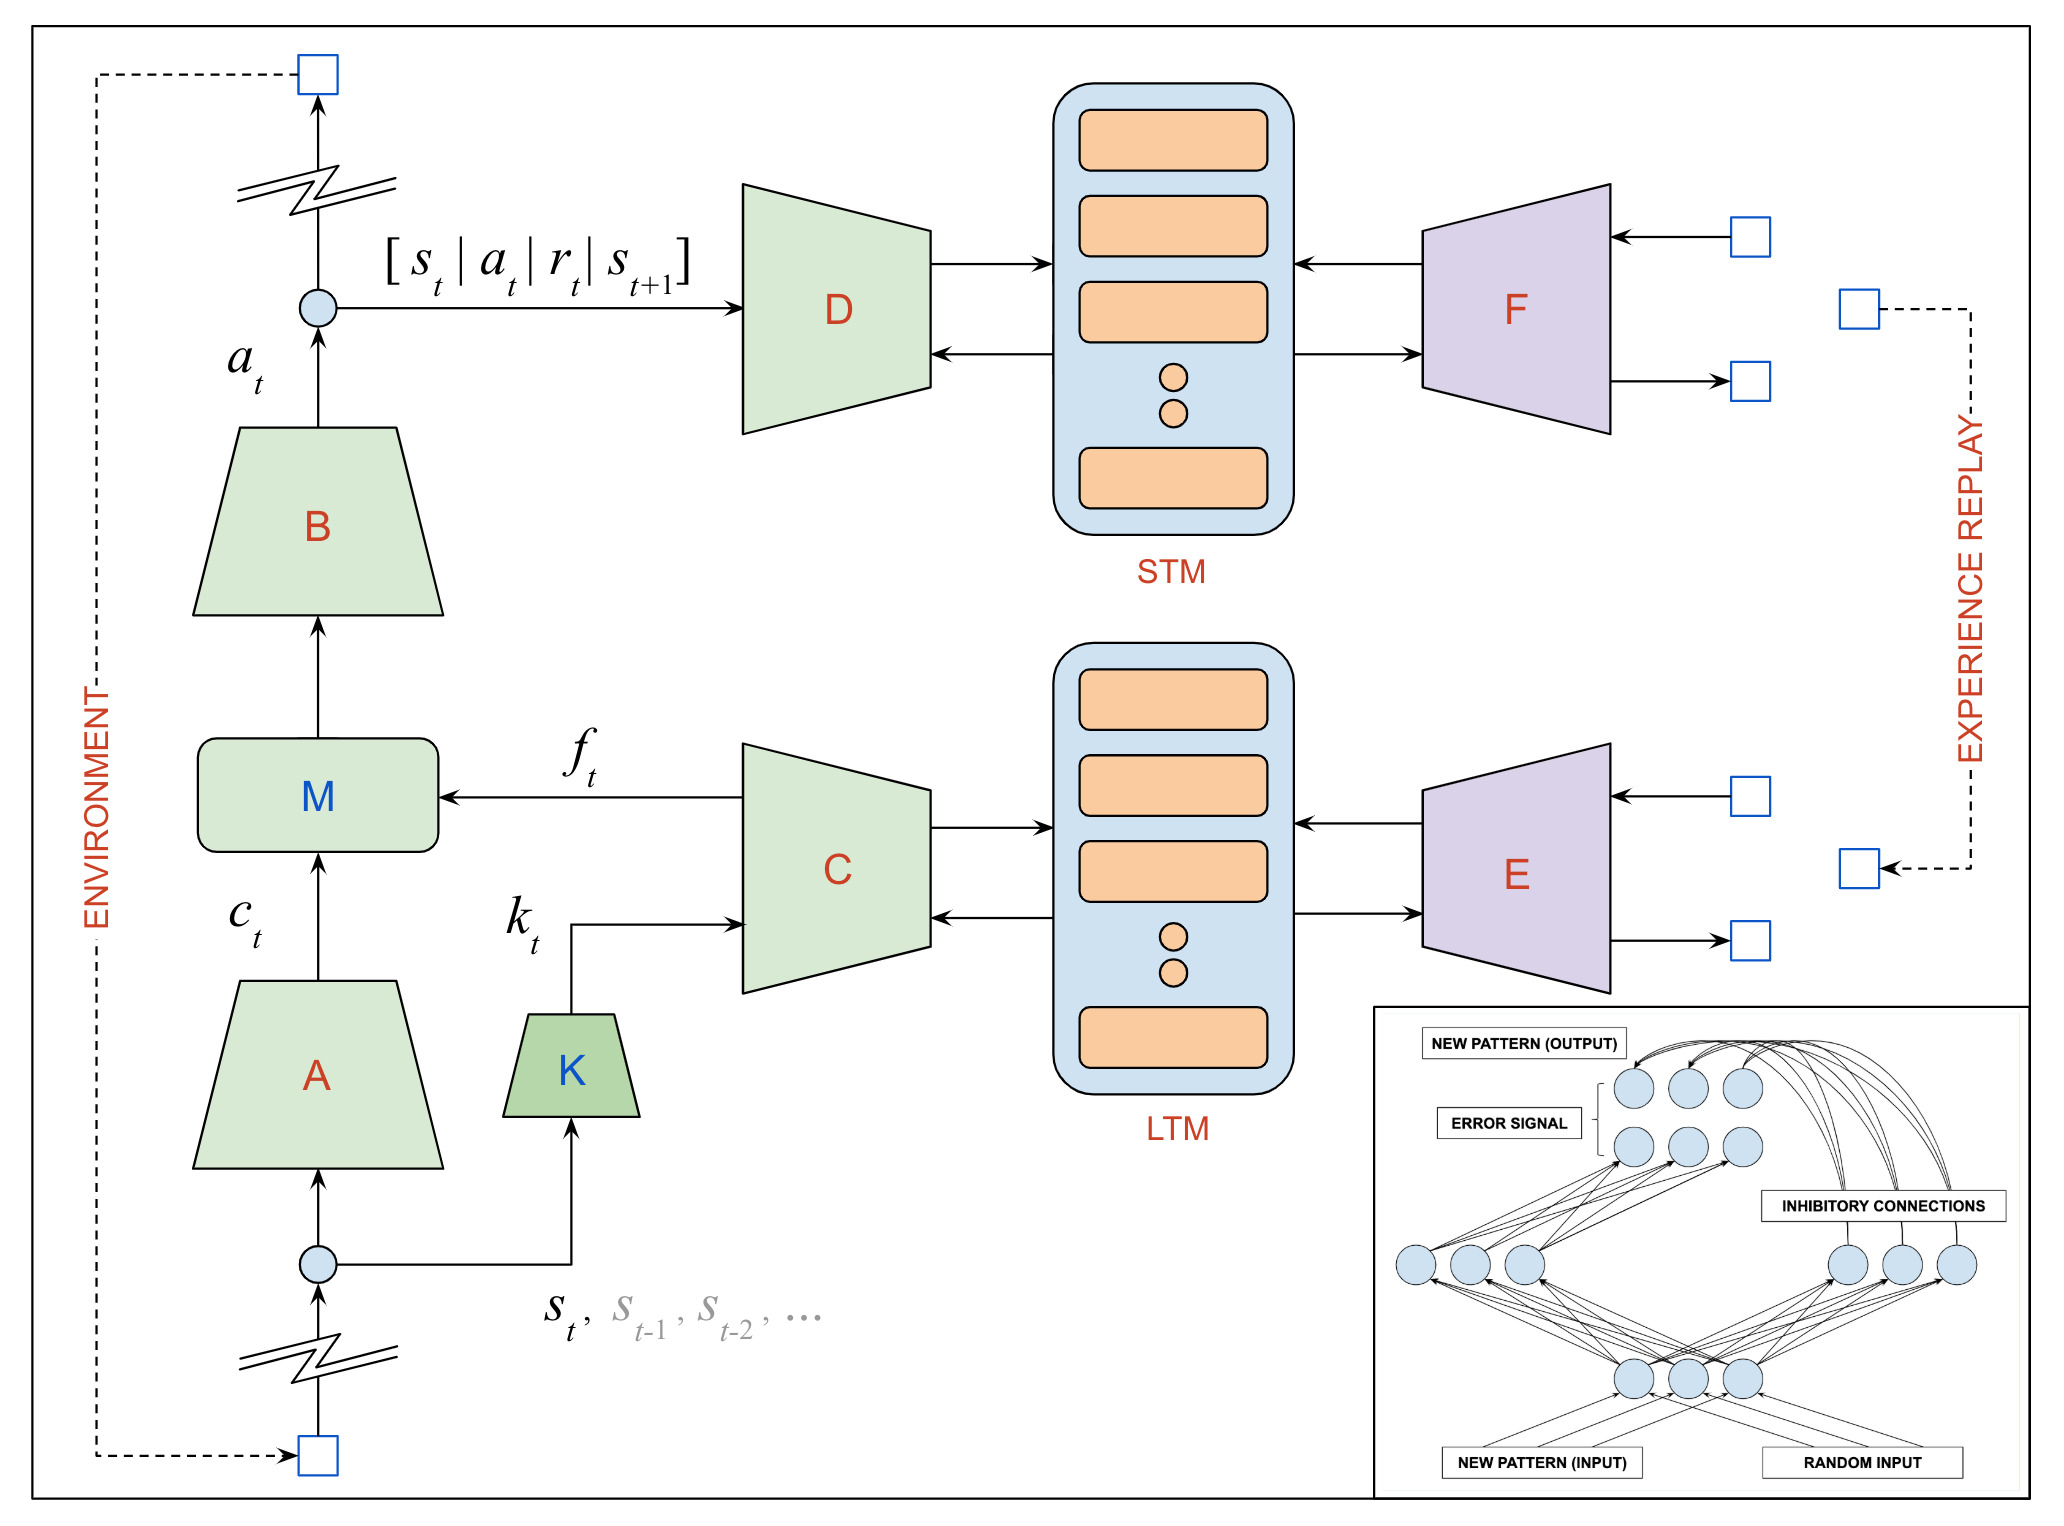 [ s_t | a_t | r_t | s_{t+1} ]
D
F
a_t
B
STM
EXPERIENCE REPLAY
ENVIRONMENT
f_t
M
C
E
c_t
k_t
A
K
LTM
s_t, s_{t-1}, s_{t-2}, ...
NEW PATTERN (OUTPUT)
ERROR SIGNAL
INHIBITORY CONNECTIONS
NEW PATTERN (INPUT)
RANDOM INPUT